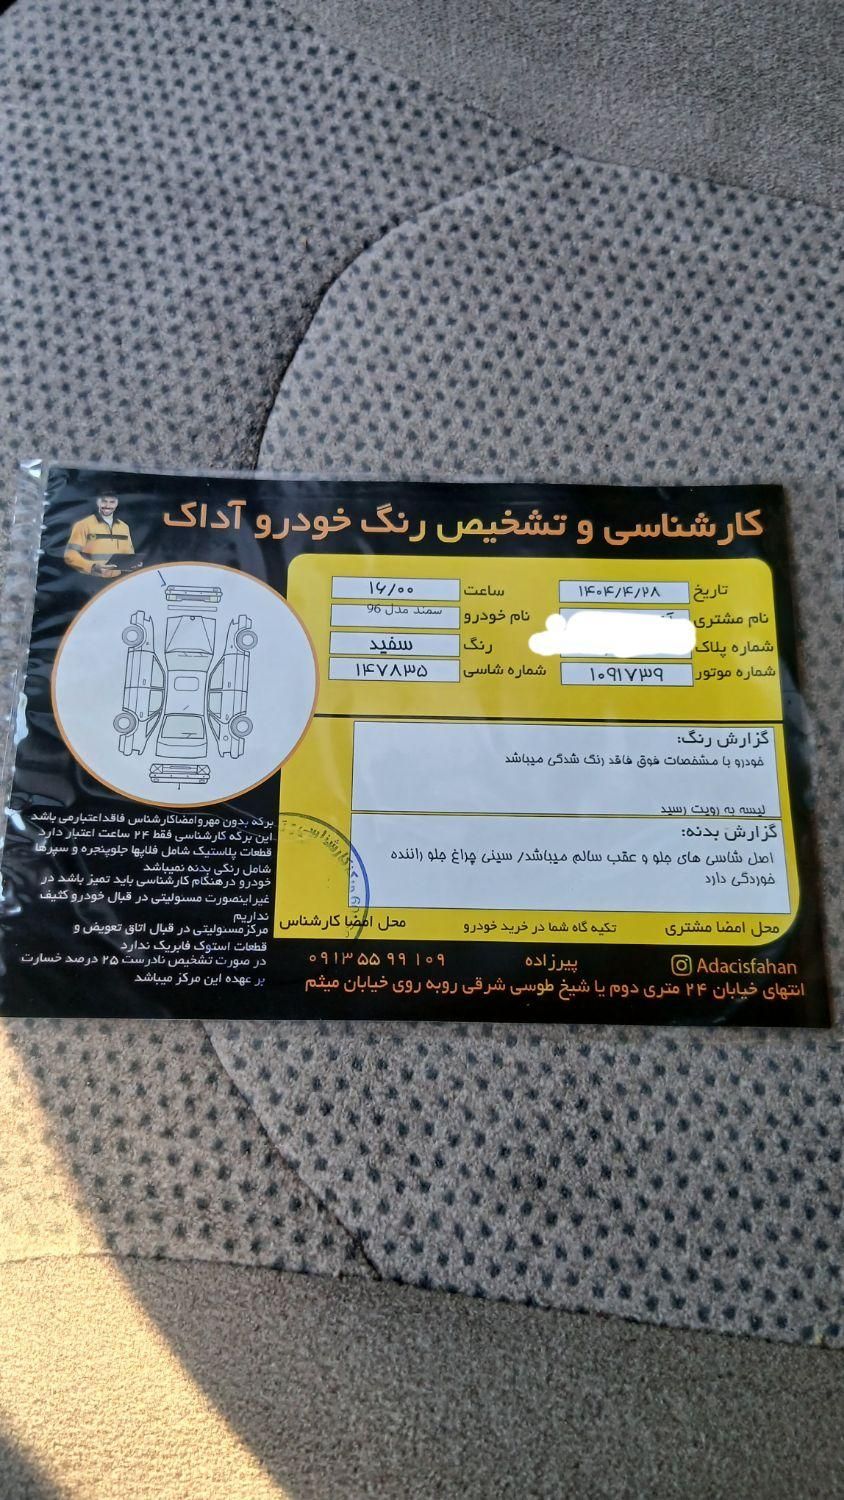 کارشناسی و تشخیص رنگ خودرو آداک
تاریخ ۱۴۰۴/۴/۲۸ ساعت ۱۶/۰۰
نام مشتری نام خودرو سمند مدل 96
شماره پلاک رنگ سفید
شماره موتور ۱۰۹۱۷۳۹ شماره شاسی ۱۴۷۸۳۵
گزارش رنگ:
خودرو با مشخصات فوق فاقد رنگ شدگی میباشد
لیسه به رویت رسید
گزارش بدنه:
اصل شاسی های جلو و عقب سالم میباشد/ سینی چراغ جلو راننده
خوردگی دارد
محل امضا مشتری تکیه گاه شما در خرید خودرو محل امضا کارشناس
برکه بدون مهروامضاکارشناس فاقداعتبارمی باشد
این برکه کارشناسی فقط ۲۴ ساعت اعتبار دارد
قطعات پلاستیک شامل فلاپها جلوپنجره و سپرها
شامل رنگی بدنه نمیباشد
خودرو درهنگام کارشناسی باید تمیز باشد در
غیراینصورت مسئولیتی در قبال خودرو کثیف
نداریم
مرکزمسئولیتی در قبال اتاق تعویض و
قطعات استوک فابریک ندارد
در صورت تشخیص نادرست ۲۵ درصد خسارت
بر عهده این مرکز میباشد
Adacisfahan پیرزاده ۰۹۱۳ ۵۵ ۹۹ ۱۰۹
انتهای خیابان ۲۴ متری دوم یا شیخ طوسی شرقی روبه روی خیابان میثم